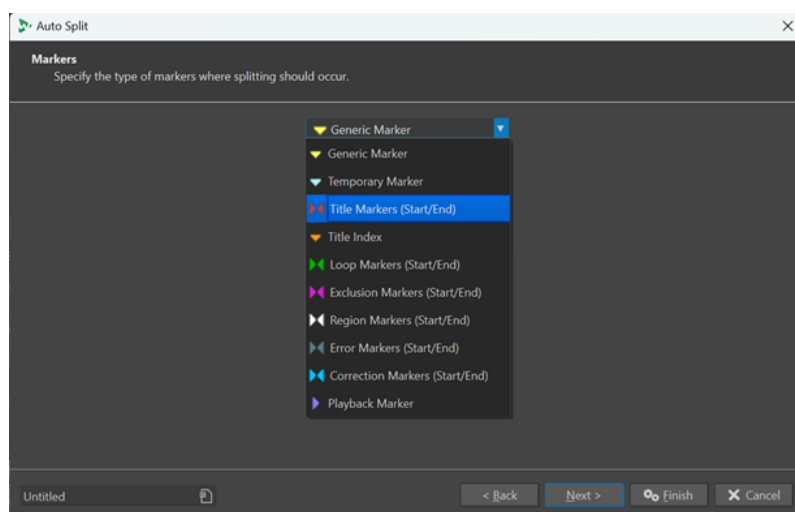 Auto Split
Markers
Specify the type of markers where splitting should occur.
Generic Marker
Generic Marker
Temporary Marker
Title Markers (Start/End)
Title Index
Loop Markers (Start/End)
Exclusion Markers (Start/End)
Region Markers (Start/End)
Error Markers (Start/End)
Correction Markers (Start/End)
Playback Marker
Untitled
< Back
Next >
Finish
Cancel